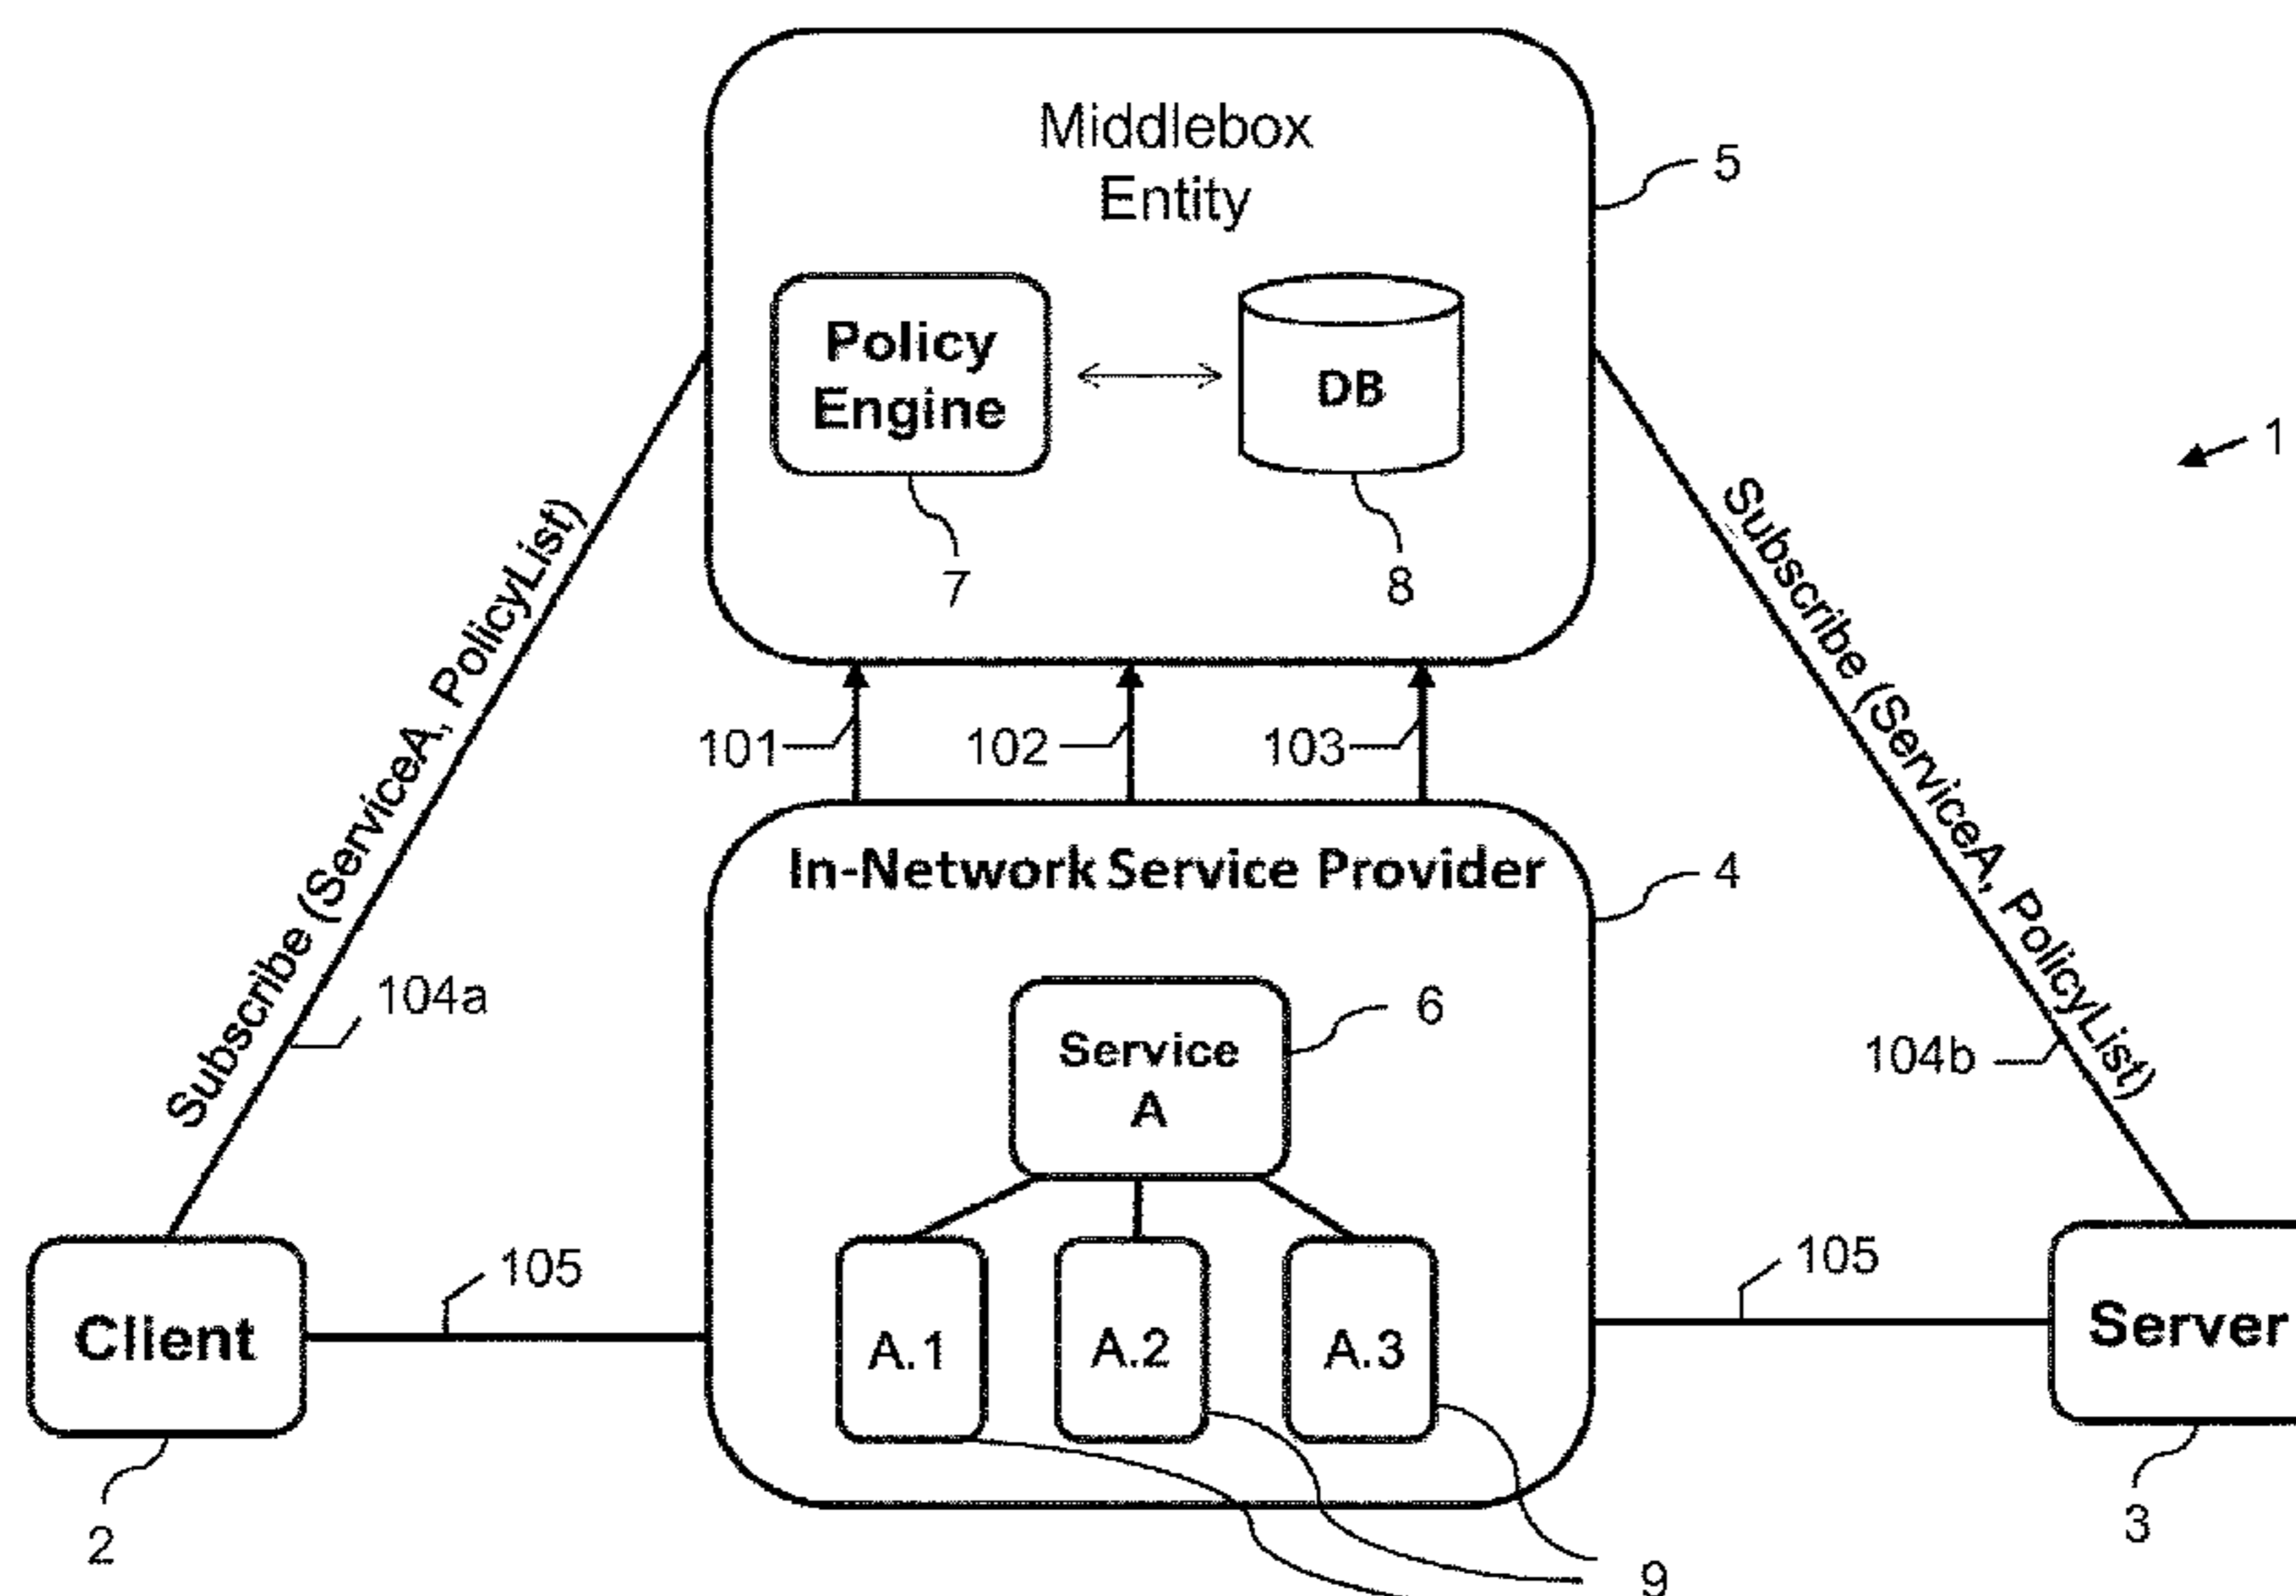 Middlebox
Entity
5
Policy
Engine
DB
1
7
8
Subscribe (ServiceA, PolicyList)
Subscribe (ServiceA, PolicyList)
101
102
103
In-Network Service Provider
4
104a
6
Service
A
104b
105
105
Client
A.1
A.2
A.3
Server
2
3
9